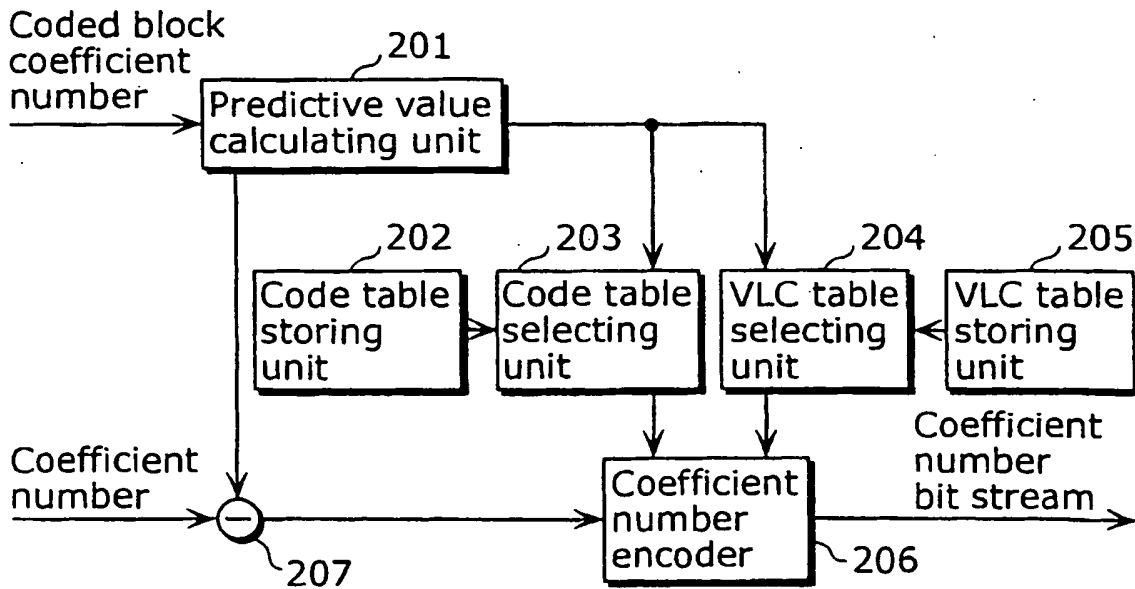 Coded block
coefficient
number
201
Predictive value
calculating unit
202
203
204
205
Code table
storing
unit
Code table
selecting
unit
VLC table
selecting
unit
VLC table
storing
unit
Coefficient
number
Coefficient
number
encoder
Coefficient
number
bit stream
206
207